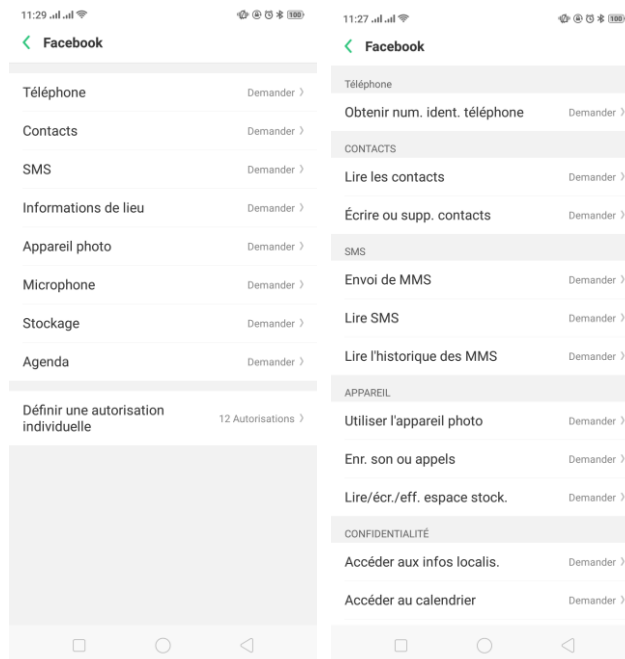 11:29
100
Facebook
Téléphone Demander
Contacts Demander
SMS Demander
Informations de lieu Demander
Appareil photo Demander
Microphone Demander
Stockage Demander
Agenda Demander
Définir une autorisation
individuelle 12 Autorisations
11:27
100
Facebook
Téléphone
Obtenir num. ident. téléphone Demander
CONTACTS
Lire les contacts Demander
Écrire ou supp. contacts Demander
SMS
Envoi de MMS Demander
Lire SMS Demander
Lire l'historique des MMS Demander
APPAREIL
Utiliser l'appareil photo Demander
Enr. son ou appels Demander
Lire/écr./eff. espace stock. Demander
CONFIDENTIALITÉ
Accéder aux infos localis. Demander
Accéder au calendrier Demander